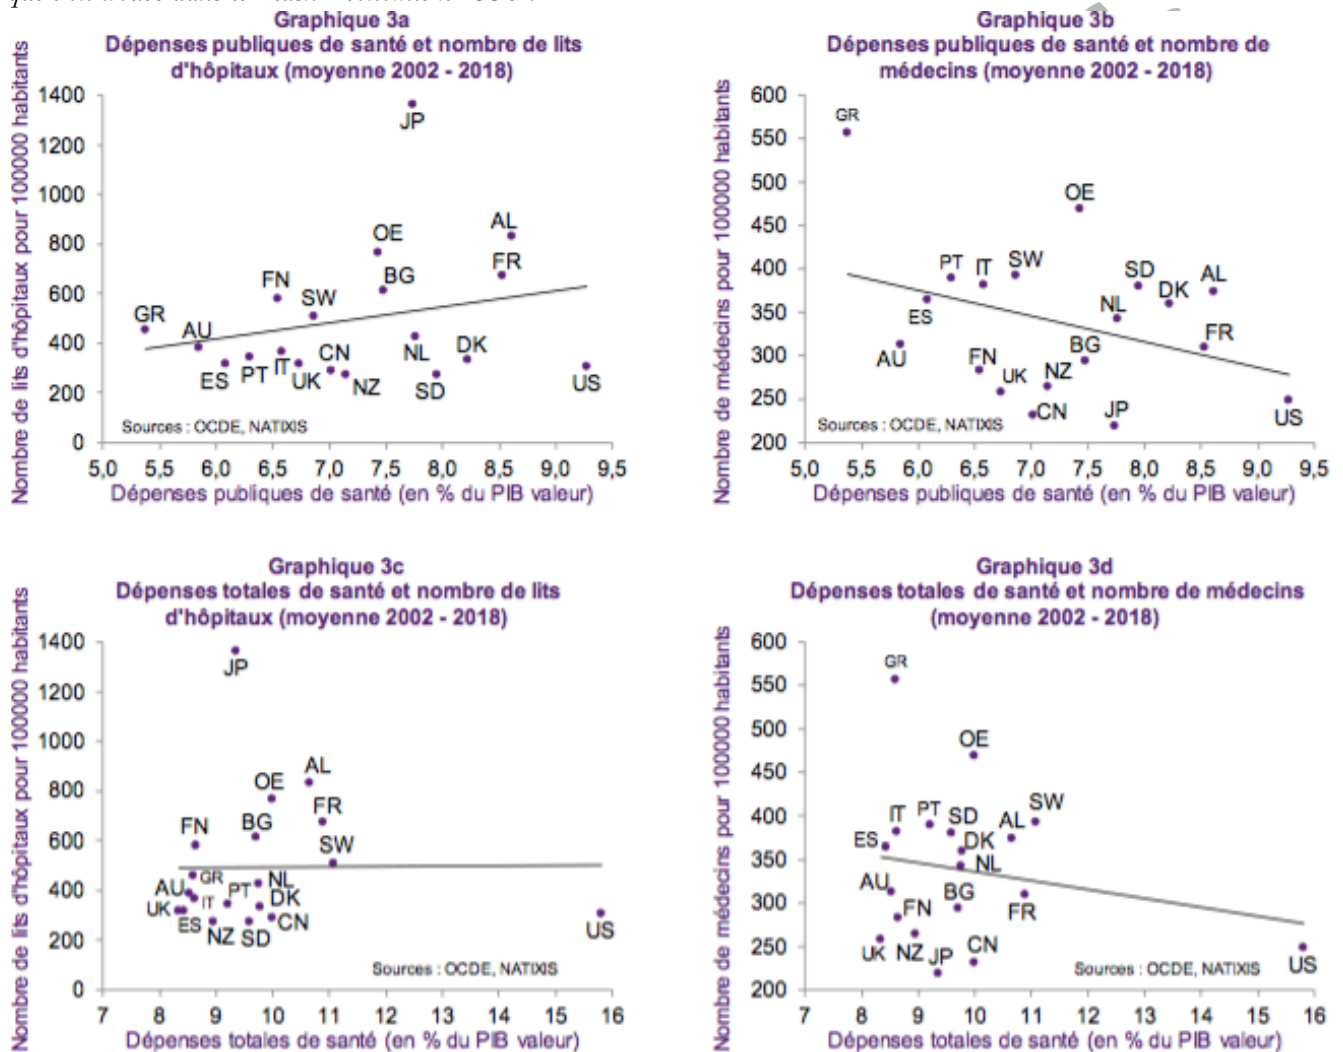 Graphique 3a
Dépenses publiques de santé et nombre de lits
d'hôpitaux (moyenne 2002 - 2018)
Nombre de lits d'hôpitaux pour 100000 habitants
1400
1200
1000
800
600
400
200
0
JP
AL
OE
FR
BG
FN
SW
GR
AU
ES
PT
IT
UK
CN
NZ
NL
SD
DK
US
Sources : OCDE, NATIXIS
5,0 5,5 6,0 6,5 7,0 7,5 8,0 8,5 9,0 9,5
Dépenses publiques de santé (en % du PIB valeur)
Graphique 3b
Dépenses publiques de santé et nombre de
médecins (moyenne 2002 - 2018)
Nombre de médecins pour 100000 habitants
600
550
500
450
400
350
300
250
200
GR
OE
PT
IT
SW
SD
AL
DK
ES
NL
FR
AU
BG
FN
NZ
UK
CN
JP
US
Sources : OCDE, NATIXIS
5,0 5,5 6,0 6,5 7,0 7,5 8,0 8,5 9,0 9,5
Dépenses publiques de santé (en % du PIB valeur)
Graphique 3c
Dépenses totales de santé et nombre de lits
d'hôpitaux (moyenne 2002 - 2018)
Nombre de lits d'hôpitaux pour 100000 habitants
1400
1200
1000
800
600
400
200
0
JP
AL
OE
FR
BG
FN
SW
GR
AU
PT
NL
IT
UK
ES
DK
NZ
SD
CN
US
Sources : OCDE, NATIXIS
7 8 9 10 11 12 13 14 15 16
Dépenses totales de santé (en % du PIB valeur)
Graphique 3d
Dépenses totales de santé et nombre de médecins
(moyenne 2002 - 2018)
Nombre de médecins pour 100000 habitants
600
550
500
450
400
350
300
250
200
GR
OE
IT
PT
SD
AL
SW
ES
DK
NL
AU
BG
FN
FR
UK
NZ
JP
CN
US
Sources : OCDE, NATIXIS
7 8 9 10 11 12 13 14 15 16
Dépenses totales de santé (en % du PIB valeur)